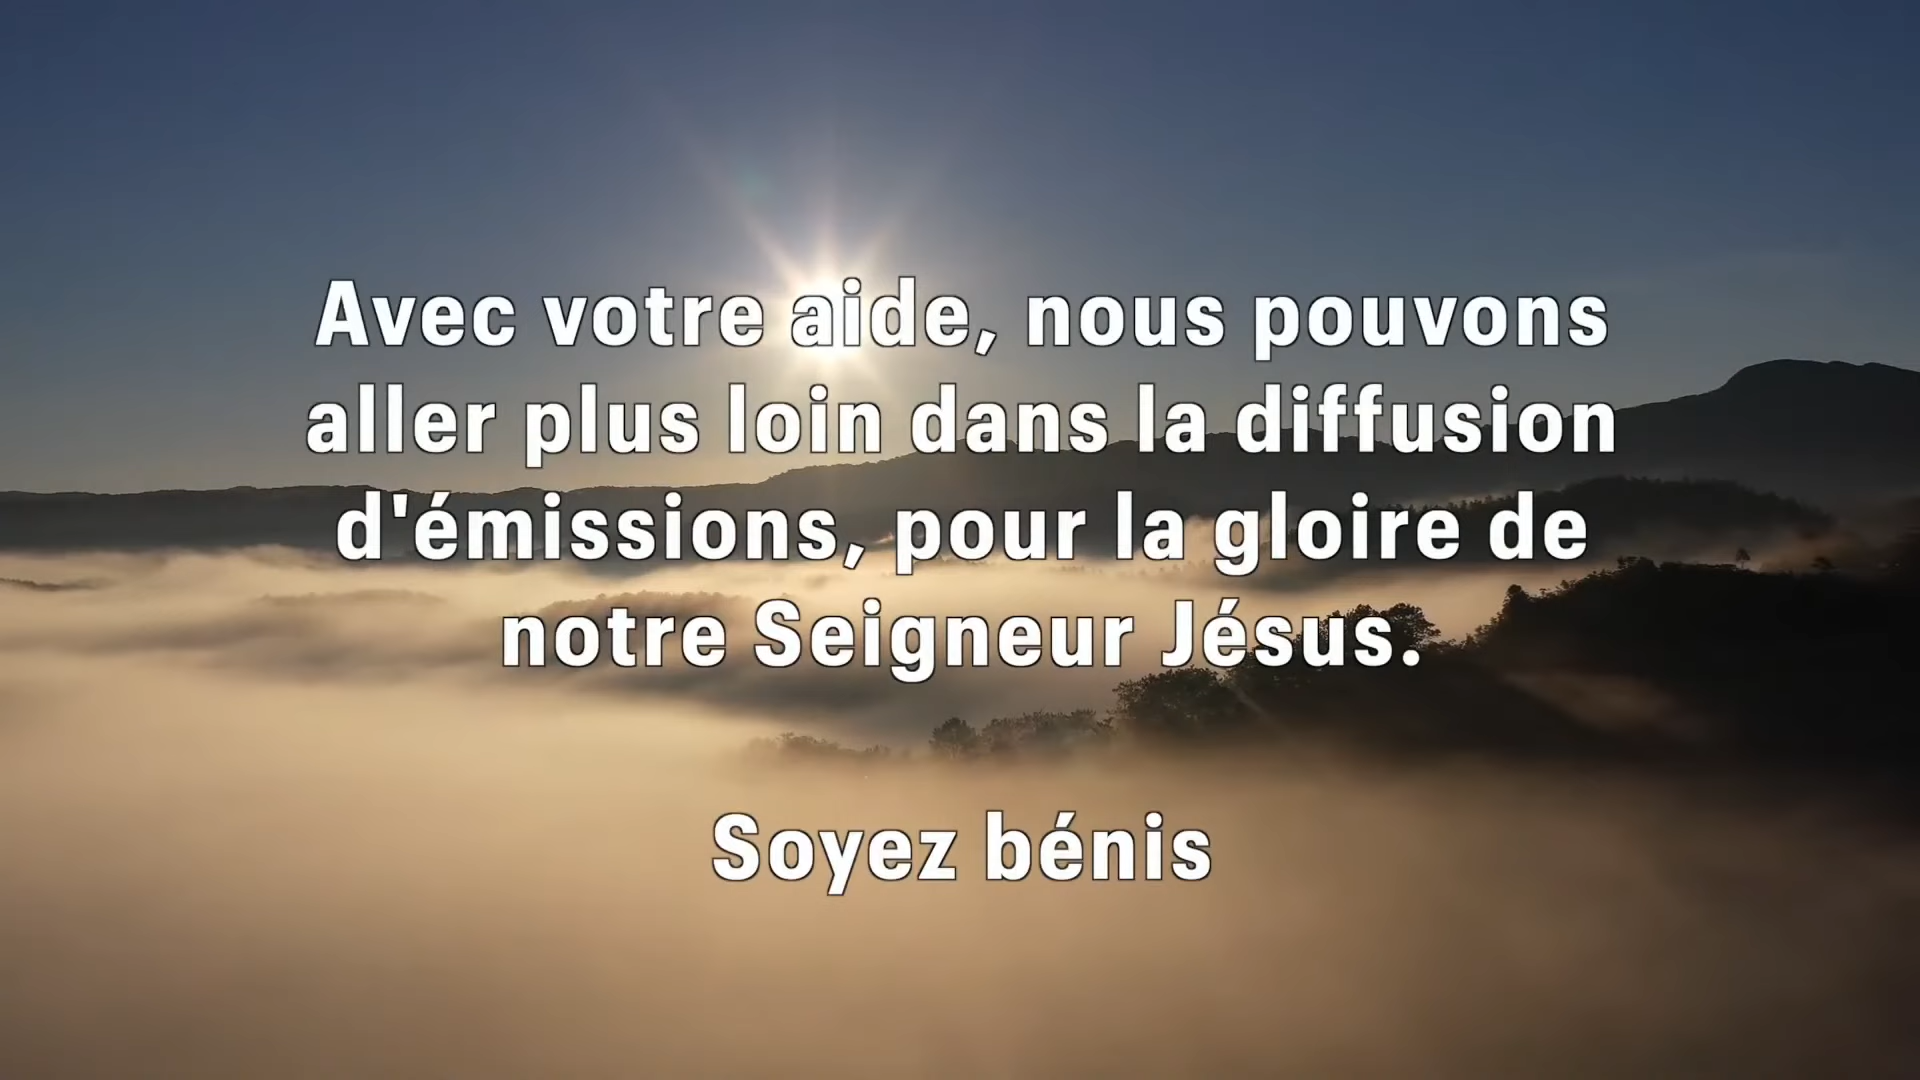 Avec votre aide, nous pouvons
aller plus loin dans la diffusion
d'émissions, pour la gloire de
notre Seigneur Jésus.
Soyez bénis